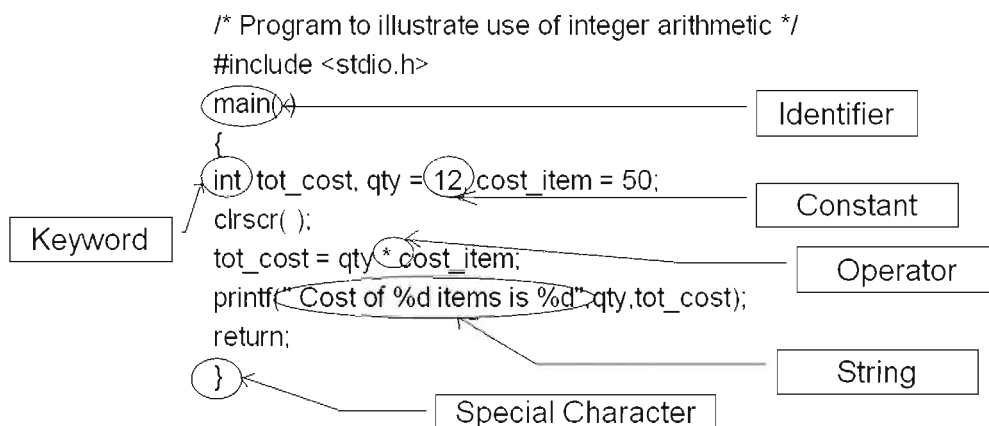 /* Program to illustrate use of integer arithmetic */
#include <stdio.h>
main()
Identifier
{
int tot_cost, qty = 12, cost_item = 50;
Constant
clrscr( );
Keyword
tot_cost = qty * cost_item;
Operator
printf(" Cost of %d items is %d",qty,tot_cost);
return;
String
}
Special Character